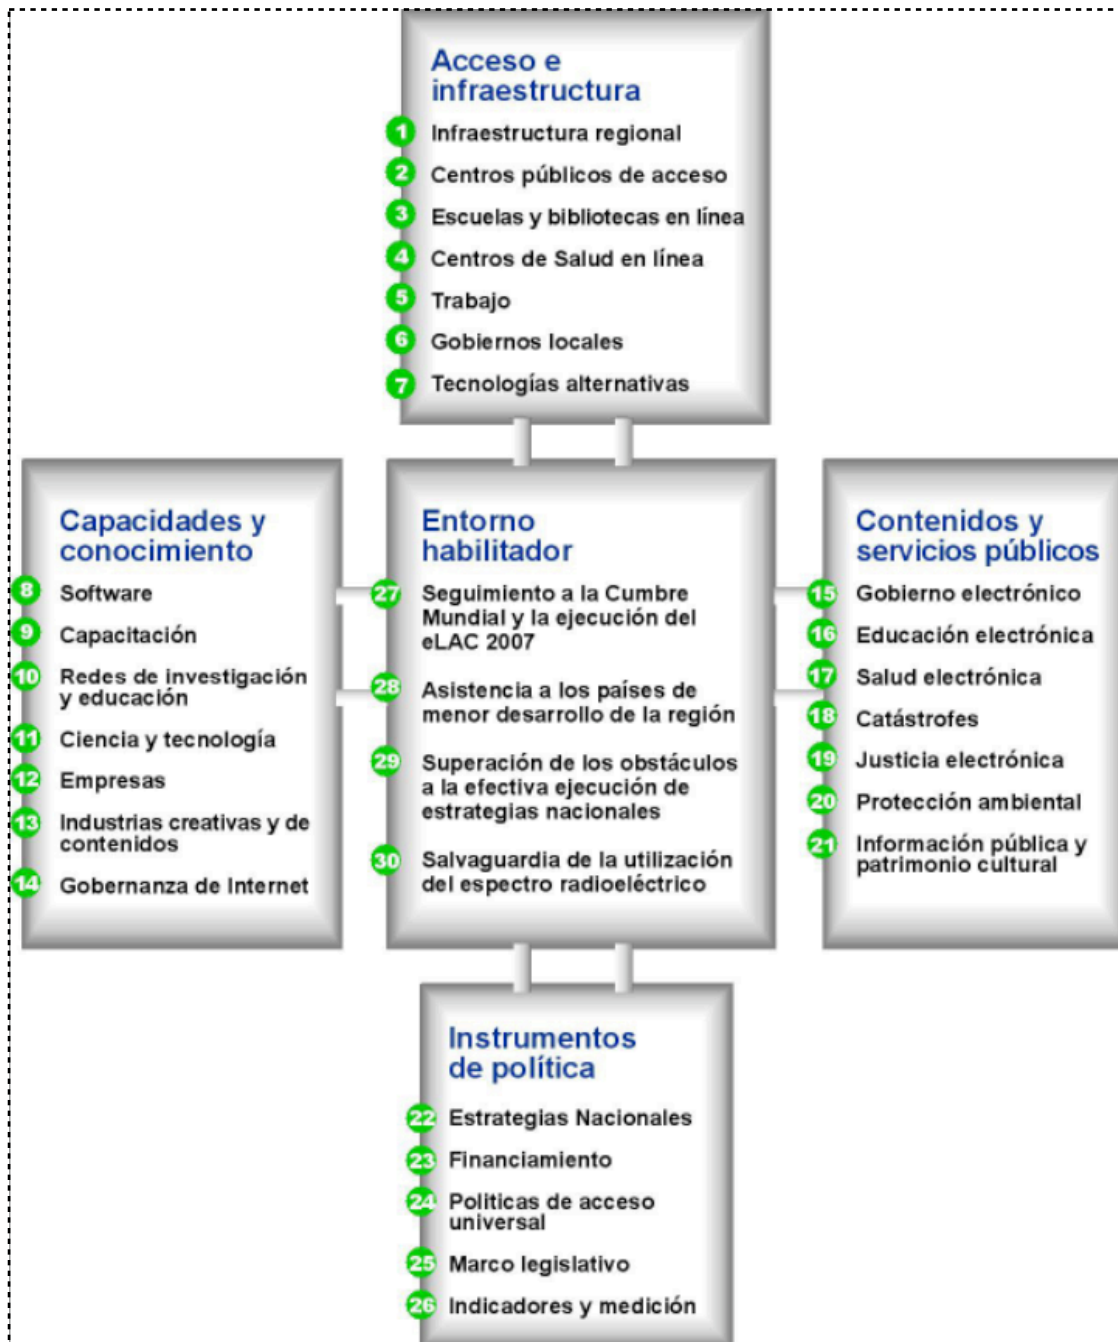 Acceso e
infraestructura
1 Infraestructura regional
2 Centros públicos de acceso
3 Escuelas y bibliotecas en línea
4 Centros de Salud en línea
5 Trabajo
6 Gobiernos locales
7 Tecnologías alternativas
Capacidades y
conocimiento
8 Software
9 Capacitación
10 Redes de investigación
y educación
11 Ciencia y tecnología
12 Empresas
13 Industrias creativas y de
contenidos
14 Gobernanza de Internet
Entorno
habilitador
27 Seguimiento a la Cumbre
Mundial y la ejecución del
eLAC 2007
28 Asistencia a los países de
menor desarrollo de la región
29 Superación de los obstáculos
a la efectiva ejecución de
estrategias nacionales
30 Salvaguardia de la utilización
del espectro radioeléctrico
Contenidos y
servicios públicos
15 Gobierno electrónico
16 Educación electrónica
17 Salud electrónica
18 Catástrofes
19 Justicia electrónica
20 Protección ambiental
21 Información pública y
patrimonio cultural
Instrumentos
de política
22 Estrategias Nacionales
23 Financiamiento
24 Politicas de acceso
universal
25 Marco legislativo
26 Indicadores y medición